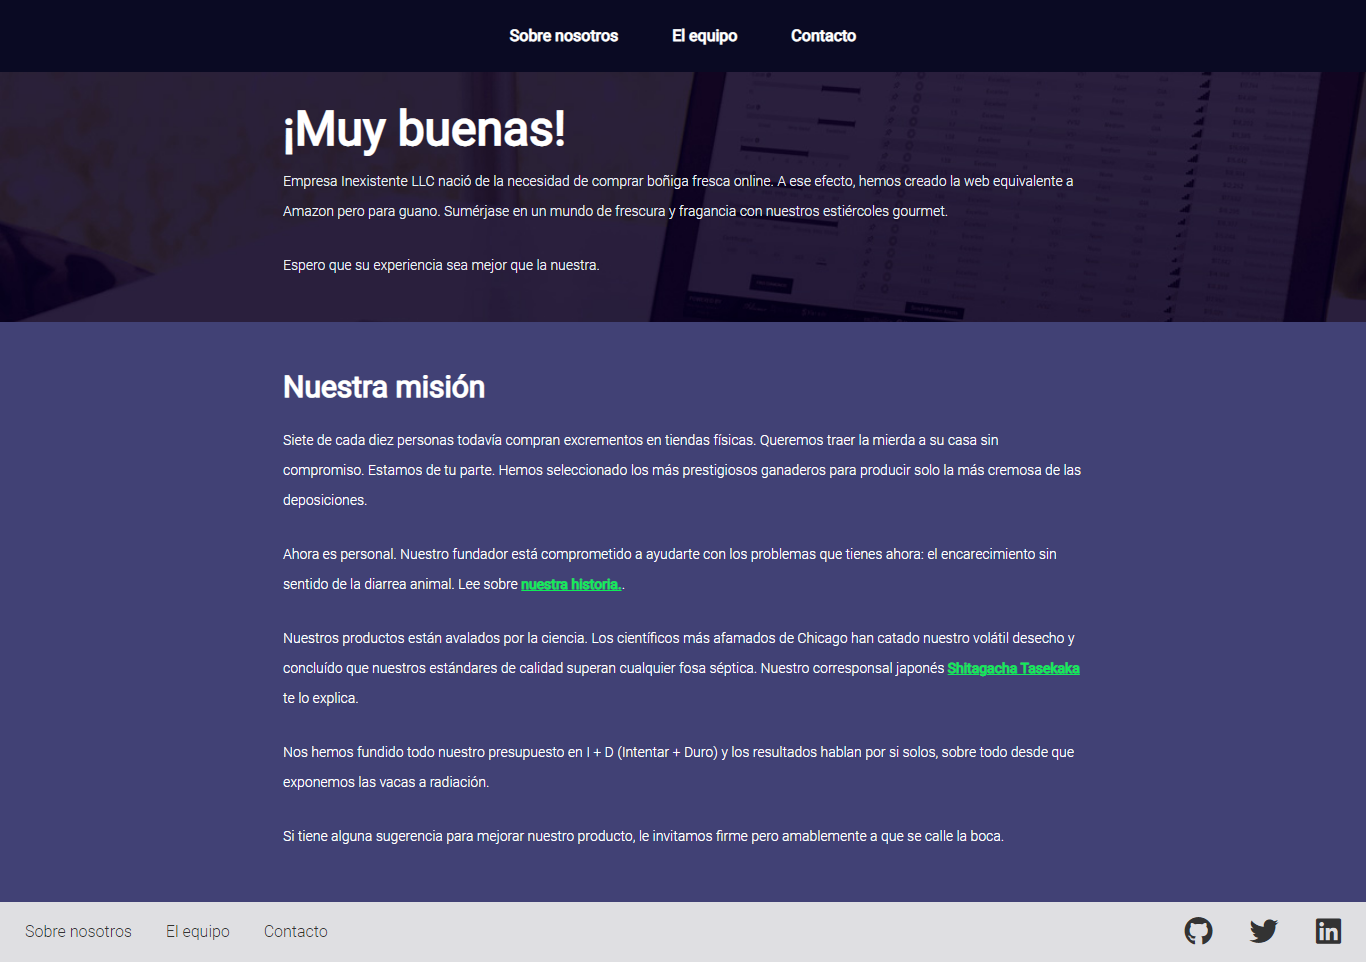 Sobre nosotros El equipo Contacto
¡Muy buenas!
Empresa Inexistente LLC nació de la necesidad de comprar boñiga fresca online. A ese efecto, hemos creado la web equivalente a
Amazon pero para guano. Sumérjase en un mundo de frescura y fragancia con nuestros estiércoles gourmet.
Espero que su experiencia sea mejor que la nuestra.
Nuestra misión
Siete de cada diez personas todavía compran excrementos en tiendas físicas. Queremos traer la mierda a su casa sin
compromiso. Estamos de tu parte. Hemos seleccionado los más prestigiosos ganaderos para producir solo la más cremosa de las
deposiciones.
Ahora es personal. Nuestro fundador está comprometido a ayudarte con los problemas que tienes ahora: el encarecimiento sin
sentido de la diarrea animal. Lee sobre nuestra historia..
Nuestros productos están avalados por la ciencia. Los científicos más afamados de Chicago han catado nuestro volátil desecho y
concluído que nuestros estándares de calidad superan cualquier fosa séptica. Nuestro corresponsal japonés Shitagacha Tasekaka
te lo explica.
Nos hemos fundido todo nuestro presupuesto en I + D (Intentar + Duro) y los resultados hablan por si solos, sobre todo desde que
exponemos las vacas a radiación.
Si tiene alguna sugerencia para mejorar nuestro producto, le invitamos firme pero amablemente a que se calle la boca.
Sobre nosotros El equipo Contacto